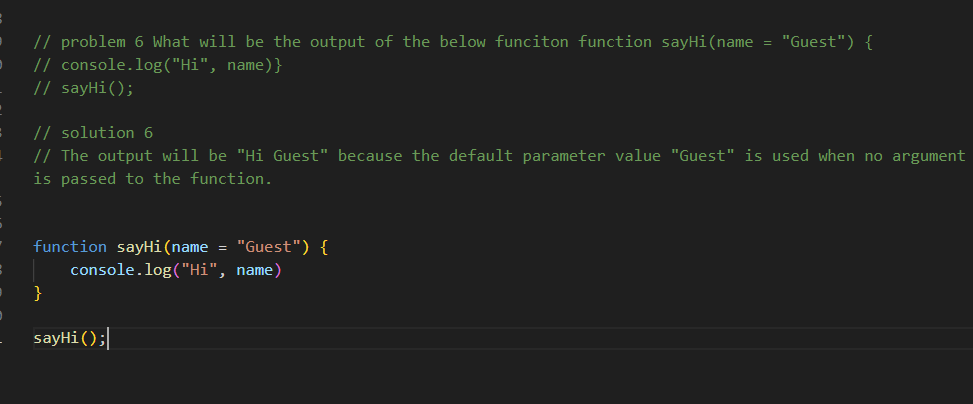 // problem 6 What will be the output of the below funciton function sayHi(name = "Guest") {
// console.log("Hi", name)}
// sayHi();
// solution 6
// The output will be "Hi Guest" because the default parameter value "Guest" is used when no argument
is passed to the function.
function sayHi(name = "Guest") {
console.log("Hi", name)
}
sayHi();